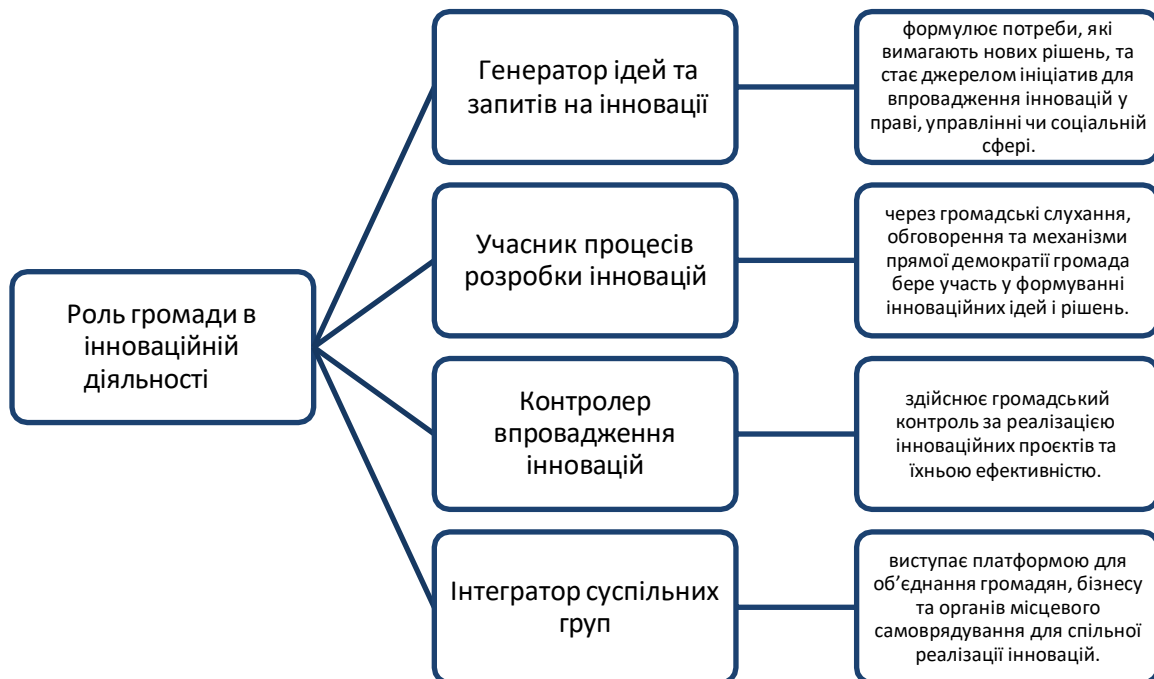 Роль громади в
інноваційній
діяльності
Генератор ідей та
запитів на інновації
формулює потреби, які
вимагають нових рішень, та
стає джерелом ініціатив для
впровадження інновацій у
праві, управлінні чи соціальній
сфері.
Учасник процесів
розробки інновацій
через громадські слухання,
обговорення та механізми
прямої демократії громада
бере участь у формуванні
інноваційних ідей і рішень.
Контролер
впровадження
інновацій
здійснює громадський
контроль за реалізацією
інноваційних проєктів та
їхньою ефективністю.
Інтегратор суспільних
груп
виступає платформою для
об’єднання громадян, бізнесу
та органів місцевого
самоврядування для спільної
реалізації інновацій.